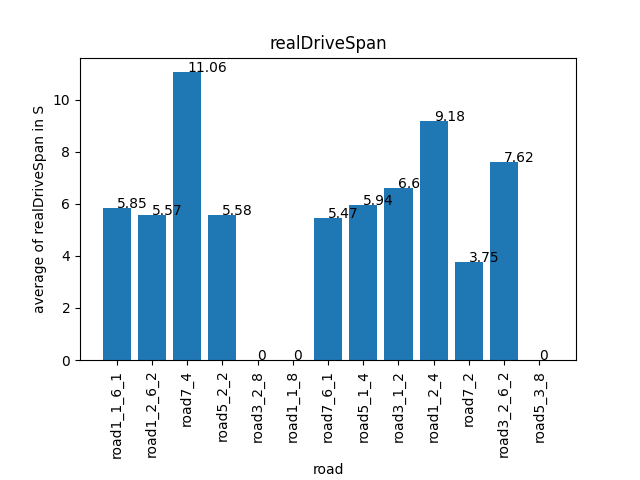 realDriveSpan
average of realDriveSpan in S
10
8
6
4
2
0
5.85
5.57
11.06
5.58
0
0
5.47
5.94
6.6
9.18
3.75
7.62
0
road1_1_6_1
road1_2_6_2
road7_4
road5_2_2
road3_2_8
road1_1_8
road7_6_1
road5_1_4
road3_1_2
road1_2_4
road7_2
road3_2_6_2
road5_3_8
road